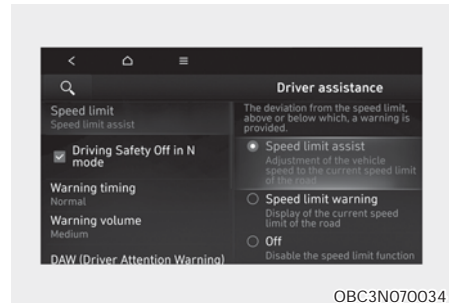 Driver assistance
Speed limit
Speed limit assist
Driving Safety Off in N
mode
Warning timing
Normal
Warning volume
Medium
DAW (Driver Attention Warning)
The deviation from the speed limit,
above or below which, a warning is
provided.
Speed limit assist
Adjustment of the vehicle
speed to the current speed limit
of the road
Speed limit warning
Display of the current speed
limit of the road
Off
Disable the speed limit function
OBC3N070034